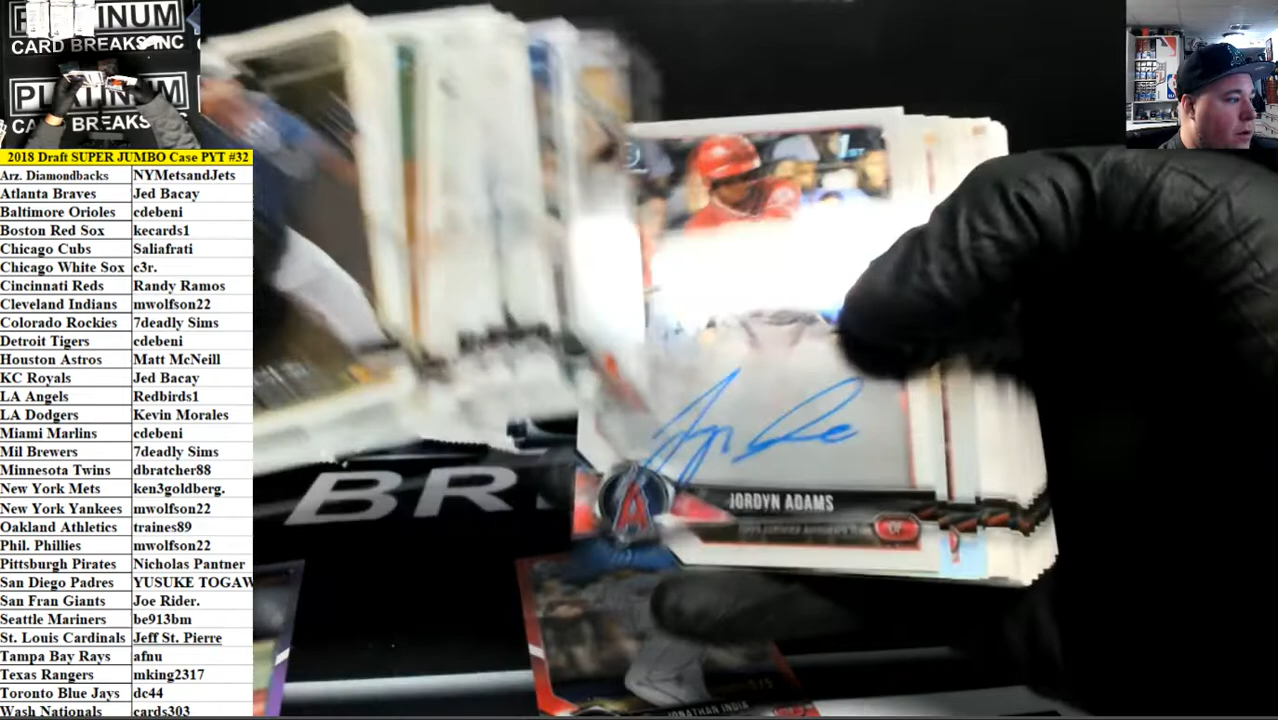 PLATINUM
CARD BREAKS INC
PLATINUM
CARD BREAKS
2018 Draft SUPER JUMBO Case PYT #32
Arz. Diamondbacks NYMetsandJets
Atlanta Braves Jed Bacay
Baltimore Orioles cdebeni
Boston Red Sox kecards1
Chicago Cubs Saliafrati
Chicago White Sox c3r.
Cincinnati Reds Randy Ramos
Cleveland Indians mwolfson22
Colorado Rockies 7deadly Sims
Detroit Tigers cdebeni
Houston Astros Matt McNeill
KC Royals Jed Bacay
LA Angels Redbirds1
LA Dodgers Kevin Morales
Miami Marlins cdebeni
Mil Brewers 7deadly Sims
Minnesota Twins dbratcher88
New York Mets ken3goldberg.
New York Yankees mwolfson22
Oakland Athletics traines89
Phil. Phillies mwolfson22
Pittsburgh Pirates Nicholas Pantner
San Diego Padres YUSUKE TOGAW
San Fran Giants Joe Rider.
Seattle Mariners be913bm
St. Louis Cardinals Jeff St. Pierre
Tampa Bay Rays afnu
Texas Rangers mking2317
Toronto Blue Jays dc44
Wash Nationals cards303
1ST
A
JORDYN ADAMS
OF
BR
JONATHAN INDIA